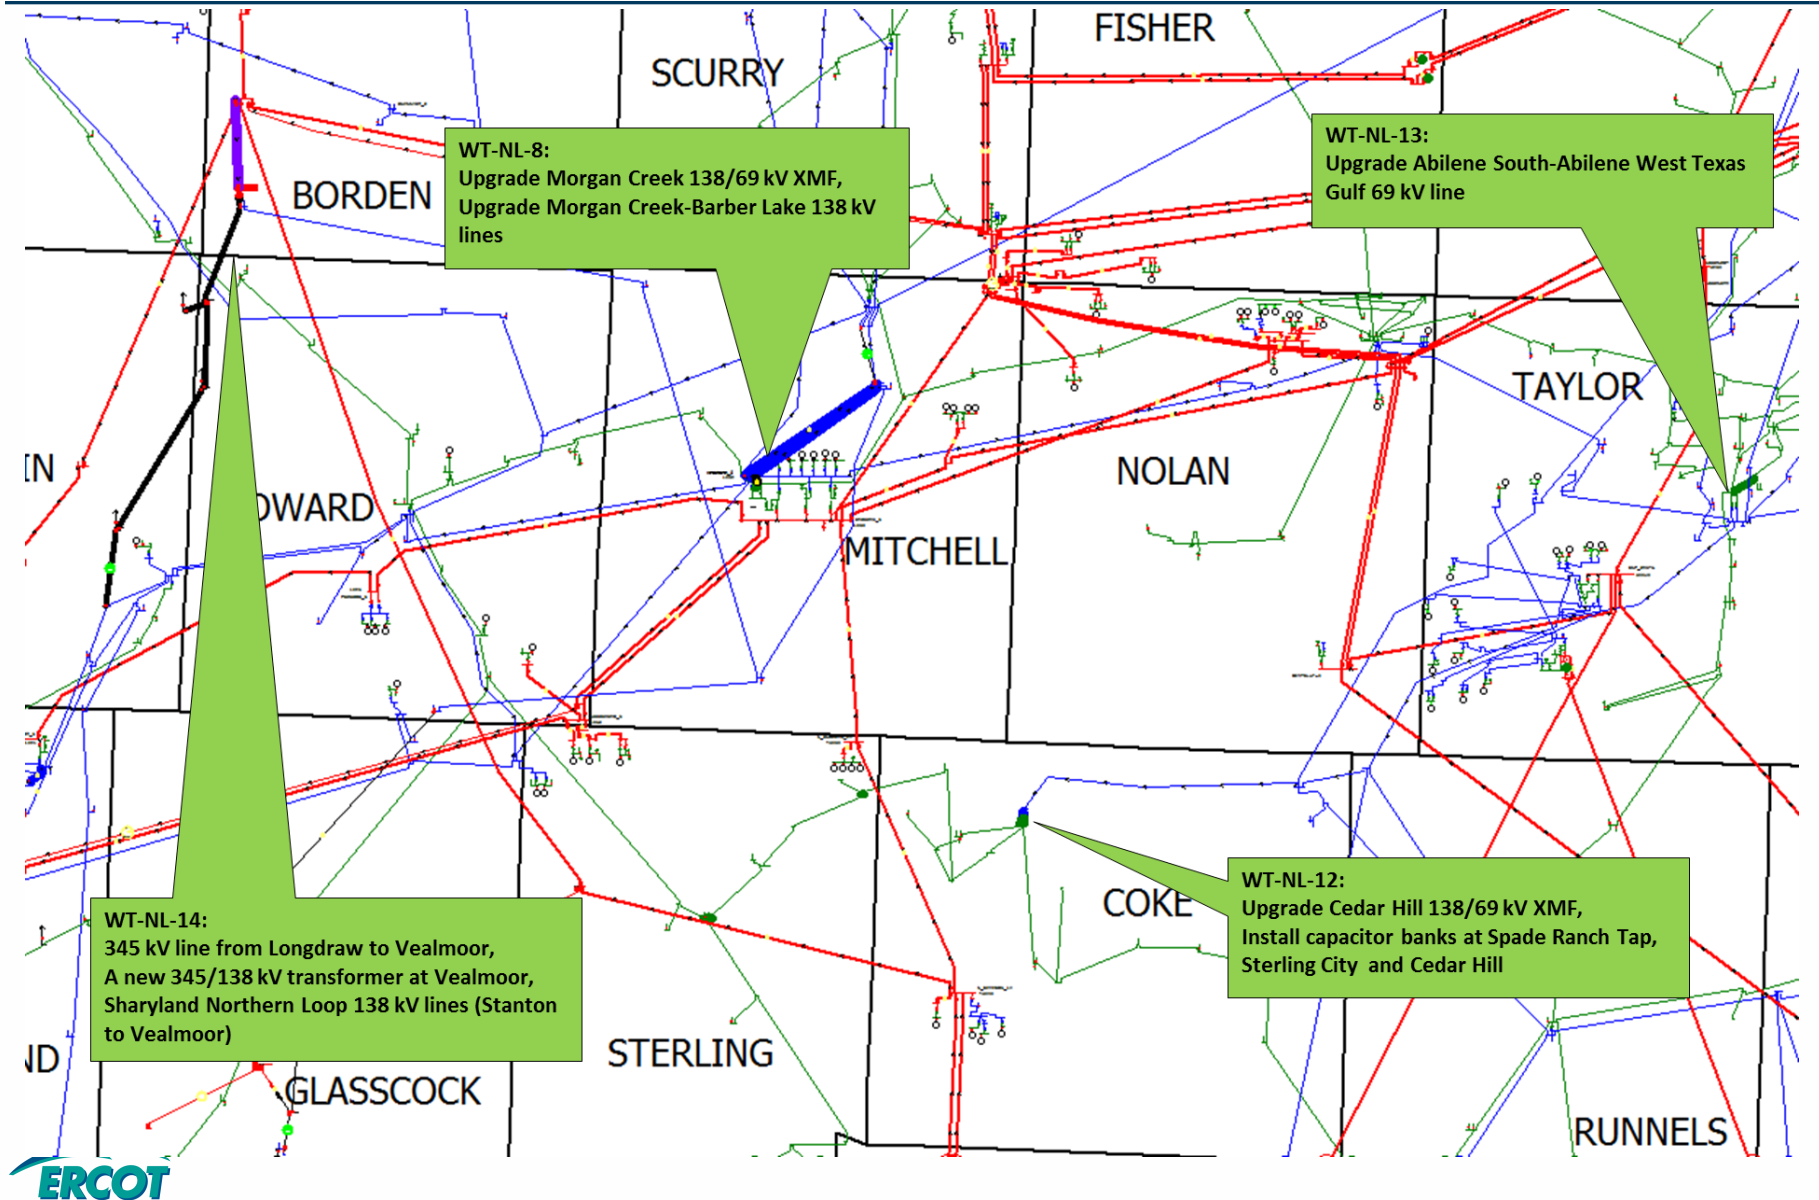 FISHER
SCURRY
WT-NL-8:
Upgrade Morgan Creek 138/69 kV XMF,
Upgrade Morgan Creek-Barber Lake 138 kV
lines
WT-NL-13:
Upgrade Abilene South-Abilene West Texas
Gulf 69 kV line
BORDEN
TAYLOR
IN
NOLAN
OWARD
MITCHELL
WT-NL-12:
Upgrade Cedar Hill 138/69 kV XMF,
Install capacitor banks at Spade Ranch Tap,
Sterling City and Cedar Hill
COKE
WT-NL-14:
345 kV line from Longdraw to Vealmoor,
A new 345/138 kV transformer at Vealmoor,
Sharyland Northern Loop 138 kV lines (Stanton
to Vealmoor)
STERLING
ND
GLASSCOCK
RUNNELS
ERCOT